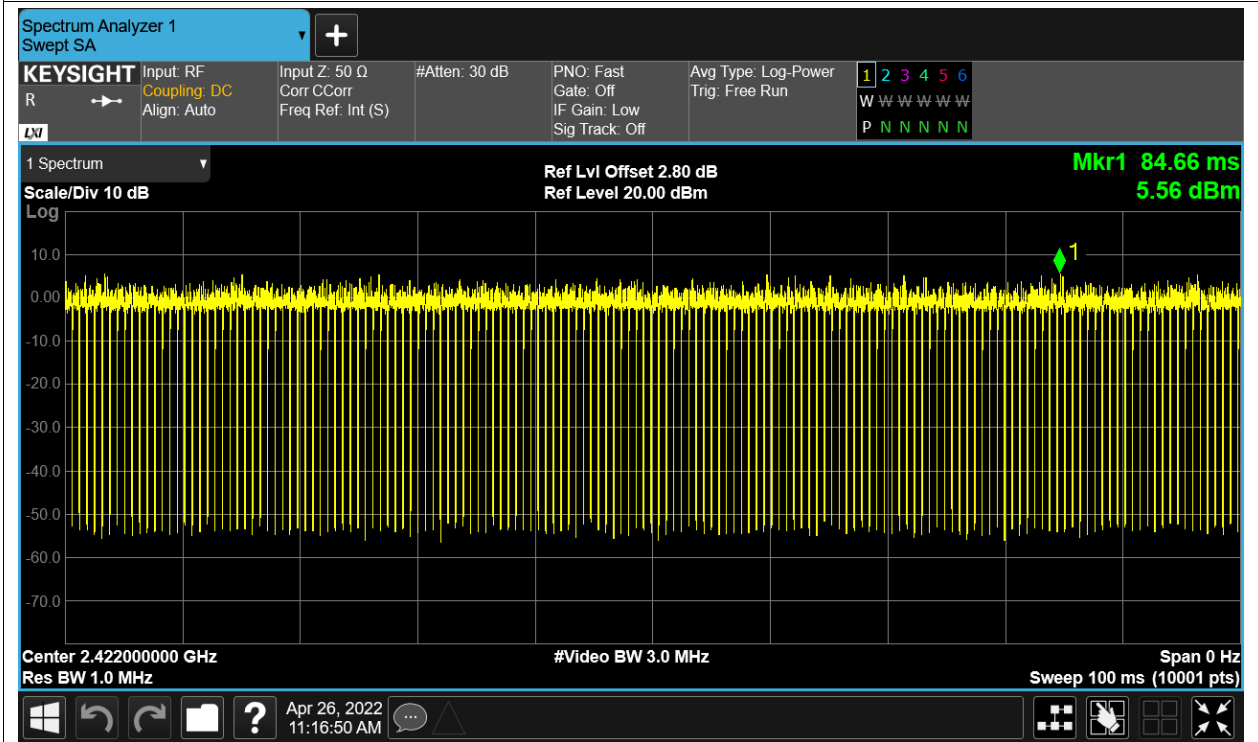 Spectrum Analyzer 1
Swept SA
KEYSIGHT
R
LXI
Input: RF
Coupling: DC
Align: Auto
Input Z: 50 Ω
Corr CCorr
Freq Ref: Int (S)
#Atten: 30 dB
PNO: Fast
Gate: Off
IF Gain: Low
Sig Track: Off
Avg Type: Log-Power
Trig: Free Run
1 2 3 4 5 6
W W W W W W
P N N N N N
1 Spectrum
Scale/Div 10 dB
Log
Ref Lvl Offset 2.80 dB
Ref Level 20.00 dBm
Mkr1 84.66 ms
5.56 dBm
1
10.0
0.00
-10.0
-20.0
-30.0
-40.0
-50.0
-60.0
-70.0
Center 2.422000000 GHz
Res BW 1.0 MHz
#Video BW 3.0 MHz
Span 0 Hz
Sweep 100 ms (10001 pts)
?
Apr 26, 2022
11:16:50 AM